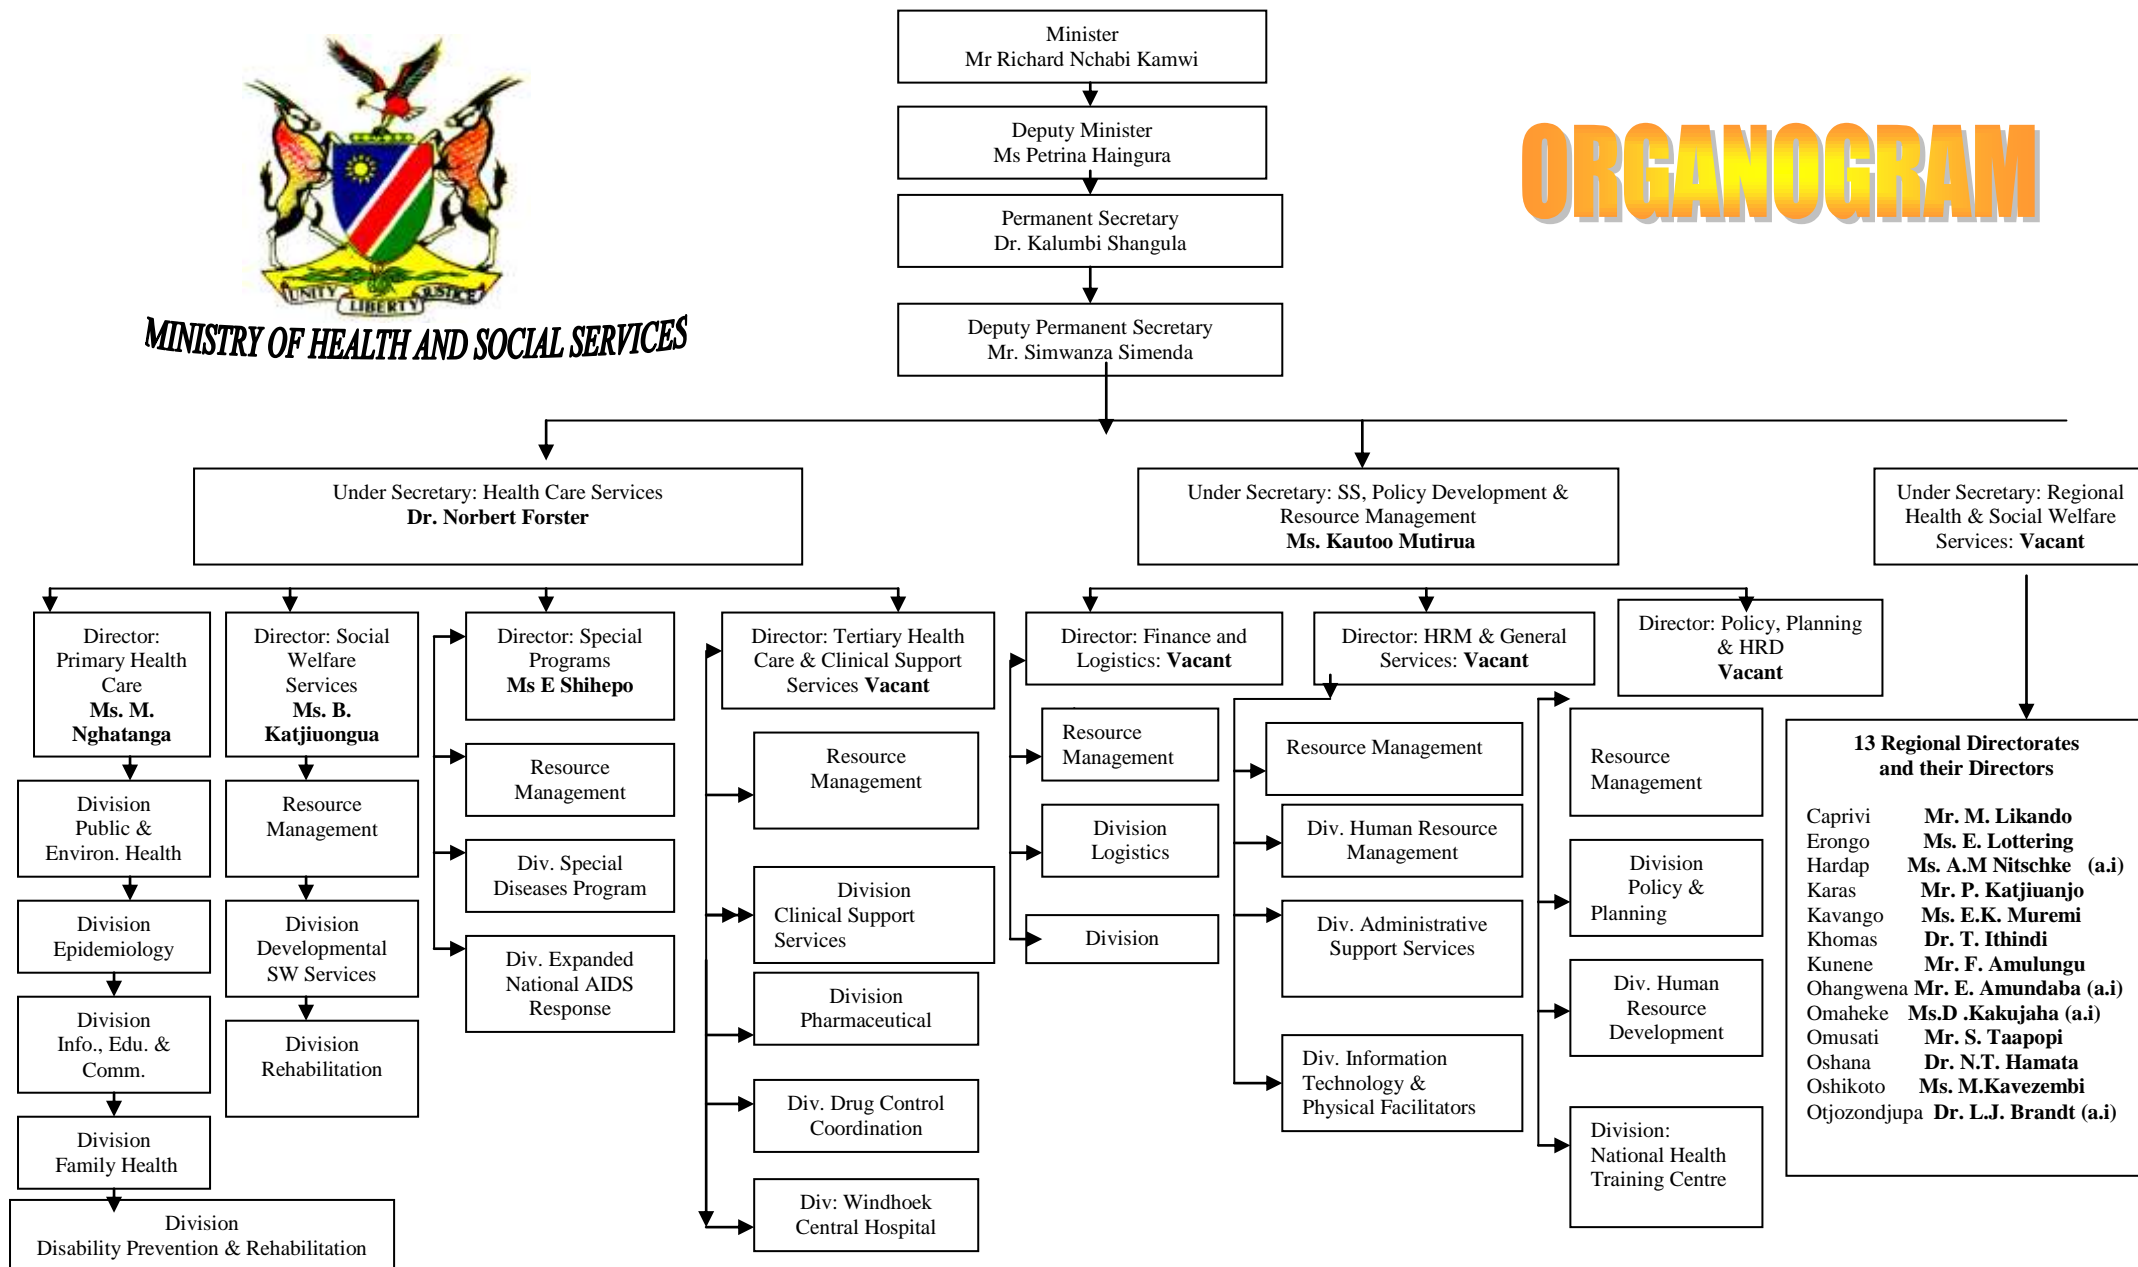 Minister
Mr Richard Nchabi Kamwi
Deputy Minister
Ms Petrina Haingura
Permanent Secretary
Dr. Kalumbi Shangula
Deputy Permanent Secretary
Mr. Simwanza Simenda
ORGANOGRAM
UNITY LIBERTY JUSTICE
MINISTRY OF HEALTH AND SOCIAL SERVICES
Under Secretary: Health Care Services
Dr. Norbert Forster
Under Secretary: SS, Policy Development &
Resource Management
Ms. Kautoo Mutirua
Under Secretary: Regional
Health & Social Welfare
Services: Vacant
Director:
Primary Health
Care
Ms. M.
Nghatanga
Division
Public &
Environ. Health
Division
Epidemiology
Division
Info., Edu. &
Comm.
Division
Family Health
Division
Disability Prevention & Rehabilitation
Director: Social
Welfare
Services
Ms. B.
Katjiuongua
Resource
Management
Division
Developmental
SW Services
Division
Rehabilitation
Director: Special
Programs
Ms E Shihepo
Resource
Management
Div. Special
Diseases Program
Div. Expanded
National AIDS
Response
Director: Tertiary Health
Care & Clinical Support
Services Vacant
Resource
Management
Division
Clinical Support
Services
Division
Pharmaceutical
Div. Drug Control
Coordination
Div: Windhoek
Central Hospital
Director: Finance and
Logistics: Vacant
Resource
Management
Division
Logistics
Division
Director: HRM & General
Services: Vacant
Resource Management
Div. Human Resource
Management
Div. Administrative
Support Services
Div. Information
Technology &
Physical Facilitators
Director: Policy, Planning
& HRD
Vacant
Resource
Management
Division
Policy &
Planning
Div. Human
Resource
Development
Division:
National Health
Training Centre
13 Regional Directorates
and their Directors
Caprivi Mr. M. Likando
Erongo Ms. E. Lottering
Hardap Ms. A.M Nitschke (a.i)
Karas Mr. P. Katjiuanjo
Kavango Ms. E.K. Muremi
Khomas Dr. T. Ithindi
Kunene Mr. F. Amulungu
Ohangwena Mr. E. Amundaba (a.i)
Omaheke Ms.D .Kakujaha (a.i)
Omusati Mr. S. Taapopi
Oshana Dr. N.T. Hamata
Oshikoto Ms. M.Kavezembi
Otjozondjupa Dr. L.J. Brandt (a.i)